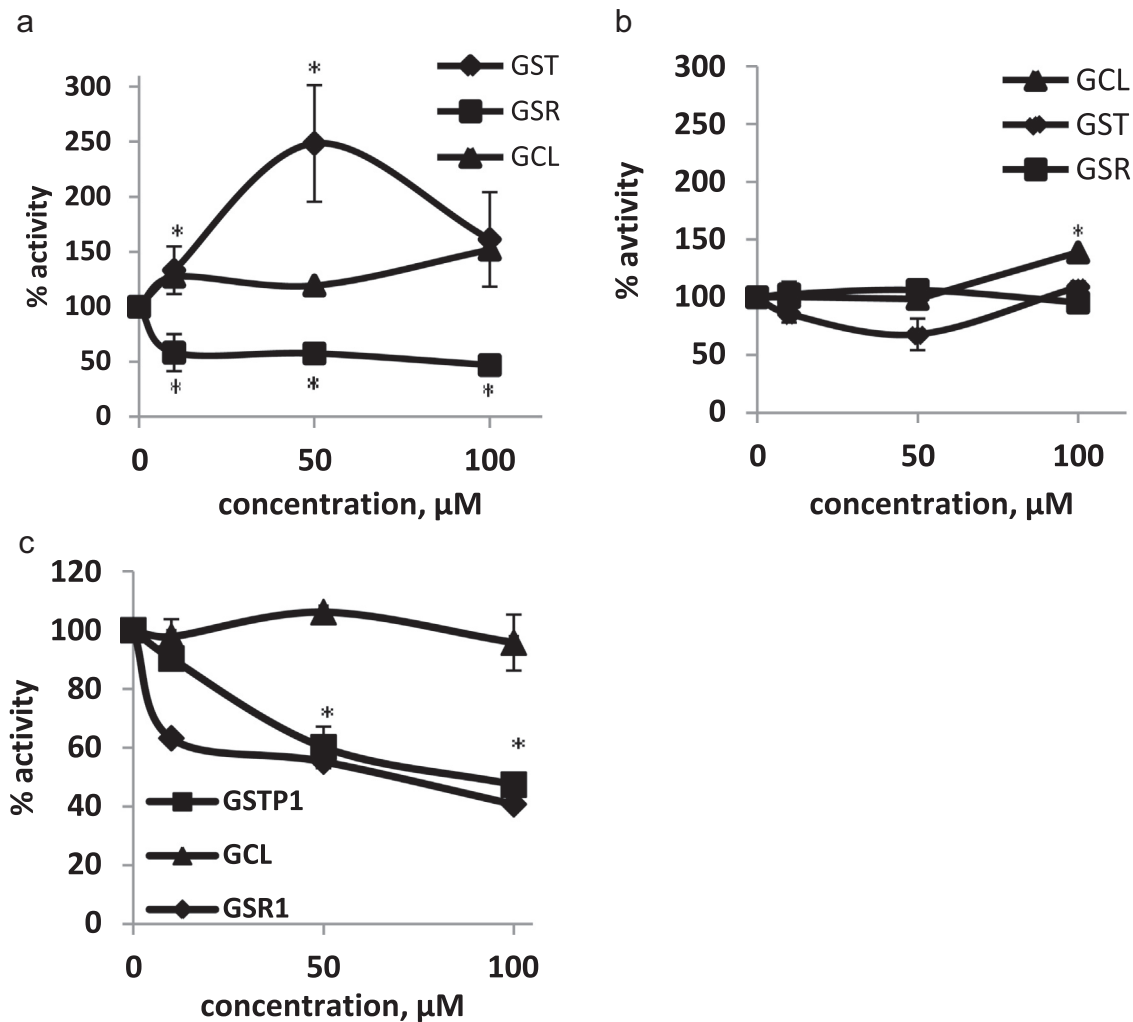 a
300
250
200
150
100
50
0
% activity
*
*
*
*
*
GST
GSR
GCL
0 50 100
concentration, µM
b
300
250
200
150
100
50
0
% avtivity
GCL
GST
GSR
*
0 50 100
concentration, µM
c
120
100
80
60
40
20
0
% activity
*
*
GSTP1
GCL
GSR1
0 50 100
concentration, µM